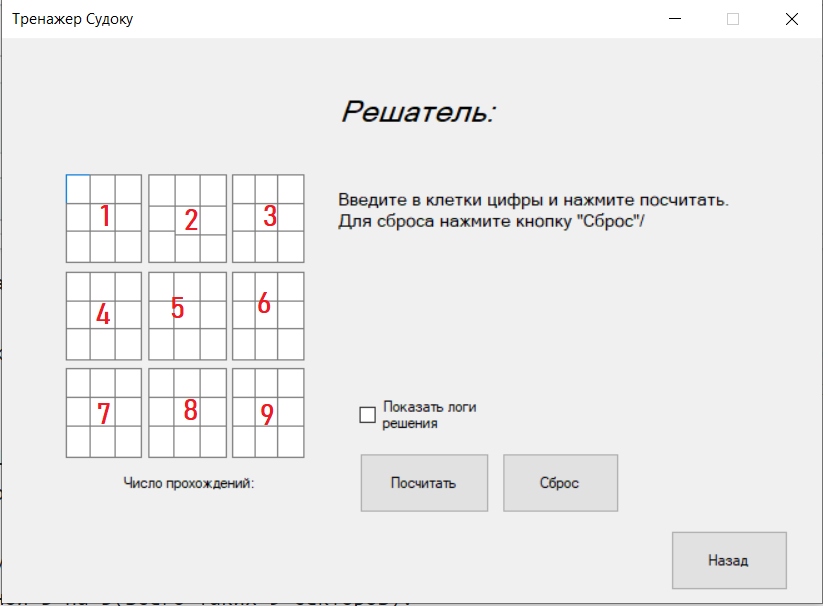 Тренажер Судоку
Решатель:
Введите в клетки цифры и нажмите посчитать.
Для сброса нажмите кнопку "Сброс"/
1 2 3
4 5 6
7 8 9
Показать логи
решения
Число прохождений:
Посчитать
Сброс
Назад